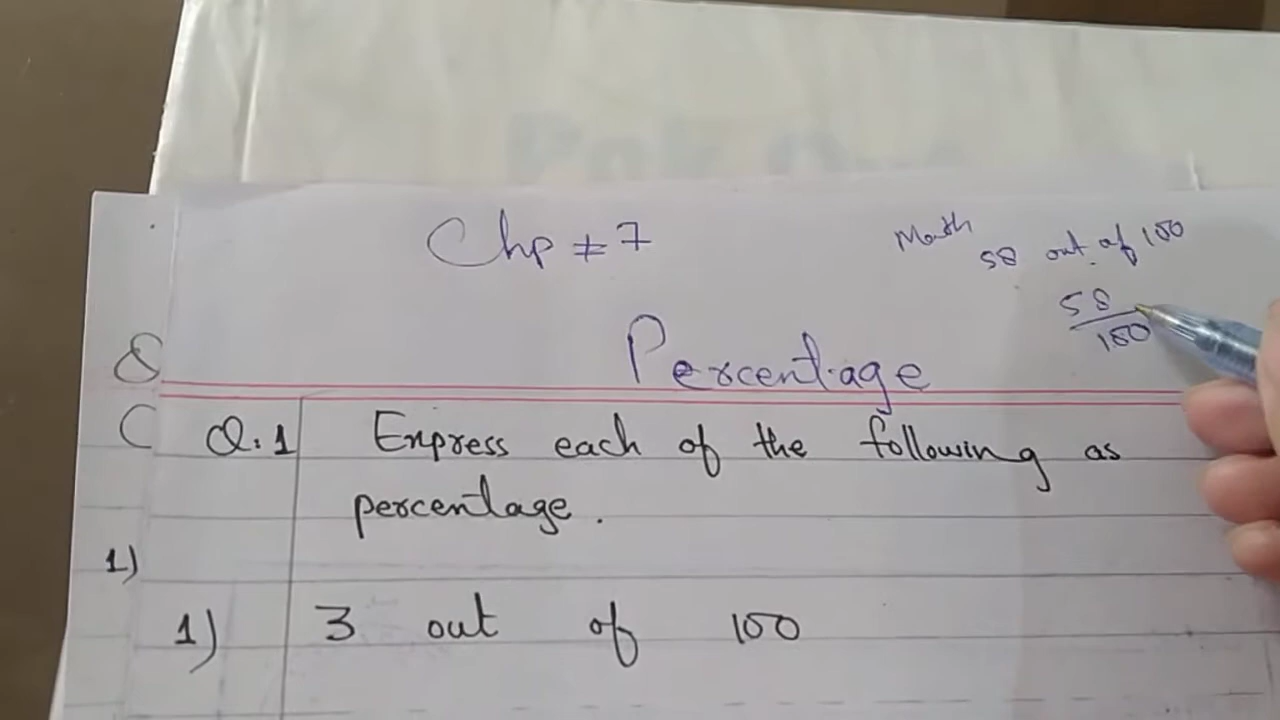 Chp # 7
Math
58 out of 100
58
100
Percentage
Q.1 Express each of the following as
percentage.
1)
1) 3 out of 100